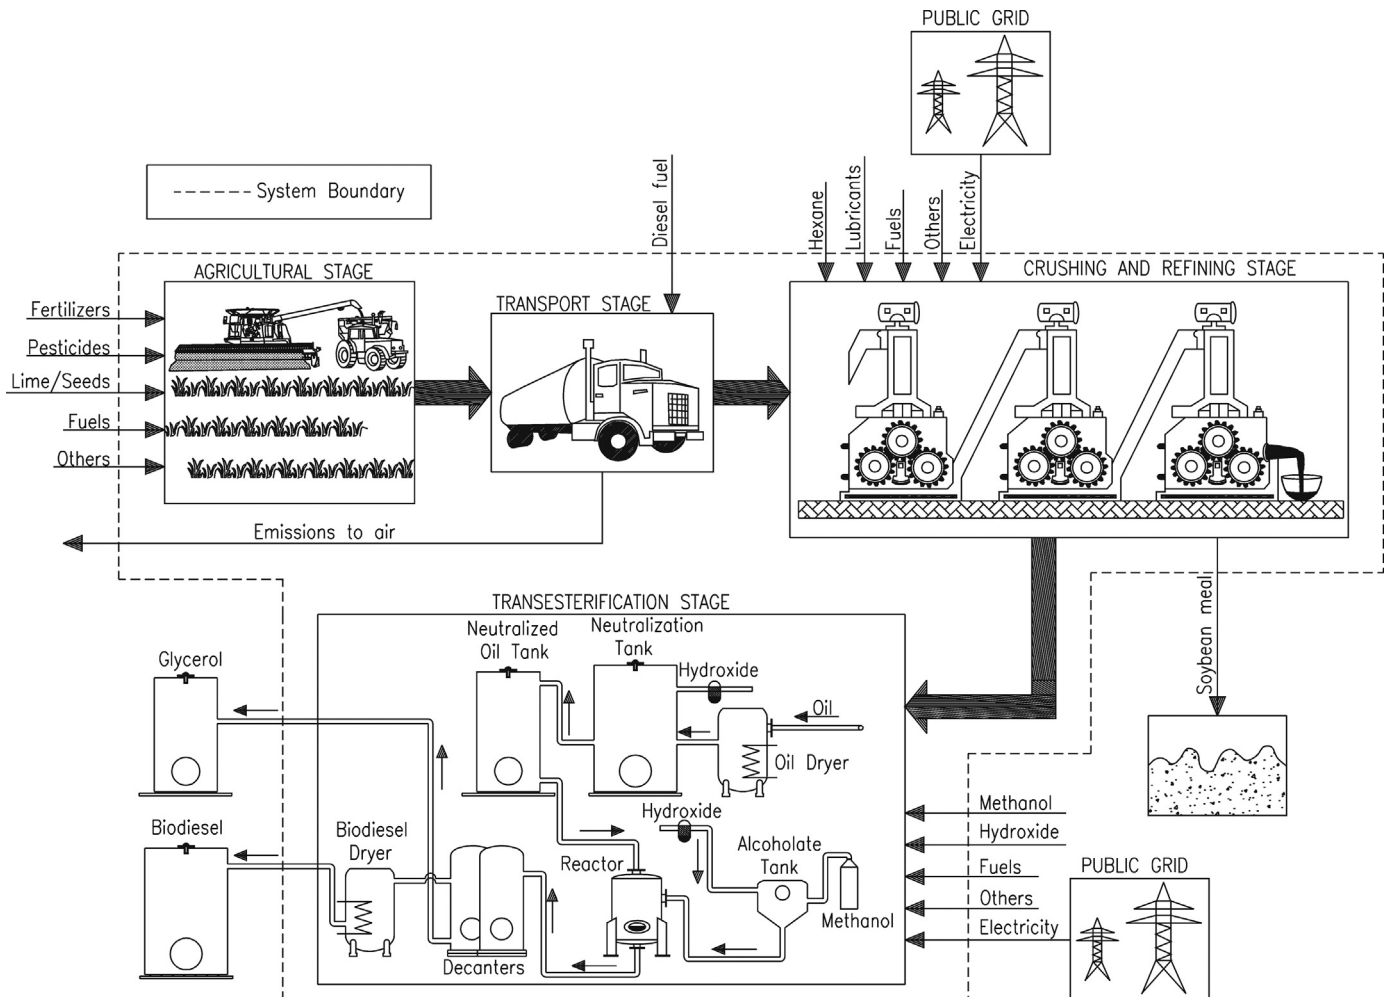 PUBLIC GRID
System Boundary
Diesel fuel
Hexane
Lubricants
Fuels
Others
Electricity
AGRICULTURAL STAGE
TRANSPORT STAGE
CRUSHING AND REFINING STAGE
Fertilizers
Pesticides
Lime/Seeds
Fuels
Others
Emissions to air
Soybean meal
TRANSESTERIFICATION STAGE
Neutralized
Oil Tank
Neutralization
Tank
Hydroxide
Glycerol
Oil
Oil Dryer
Hydroxide
Biodiesel
Biodiesel
Dryer
Reactor
Alcoholate
Tank
Methanol
Decanters
Methanol
Hydroxide
Fuels
Others
Electricity
PUBLIC GRID